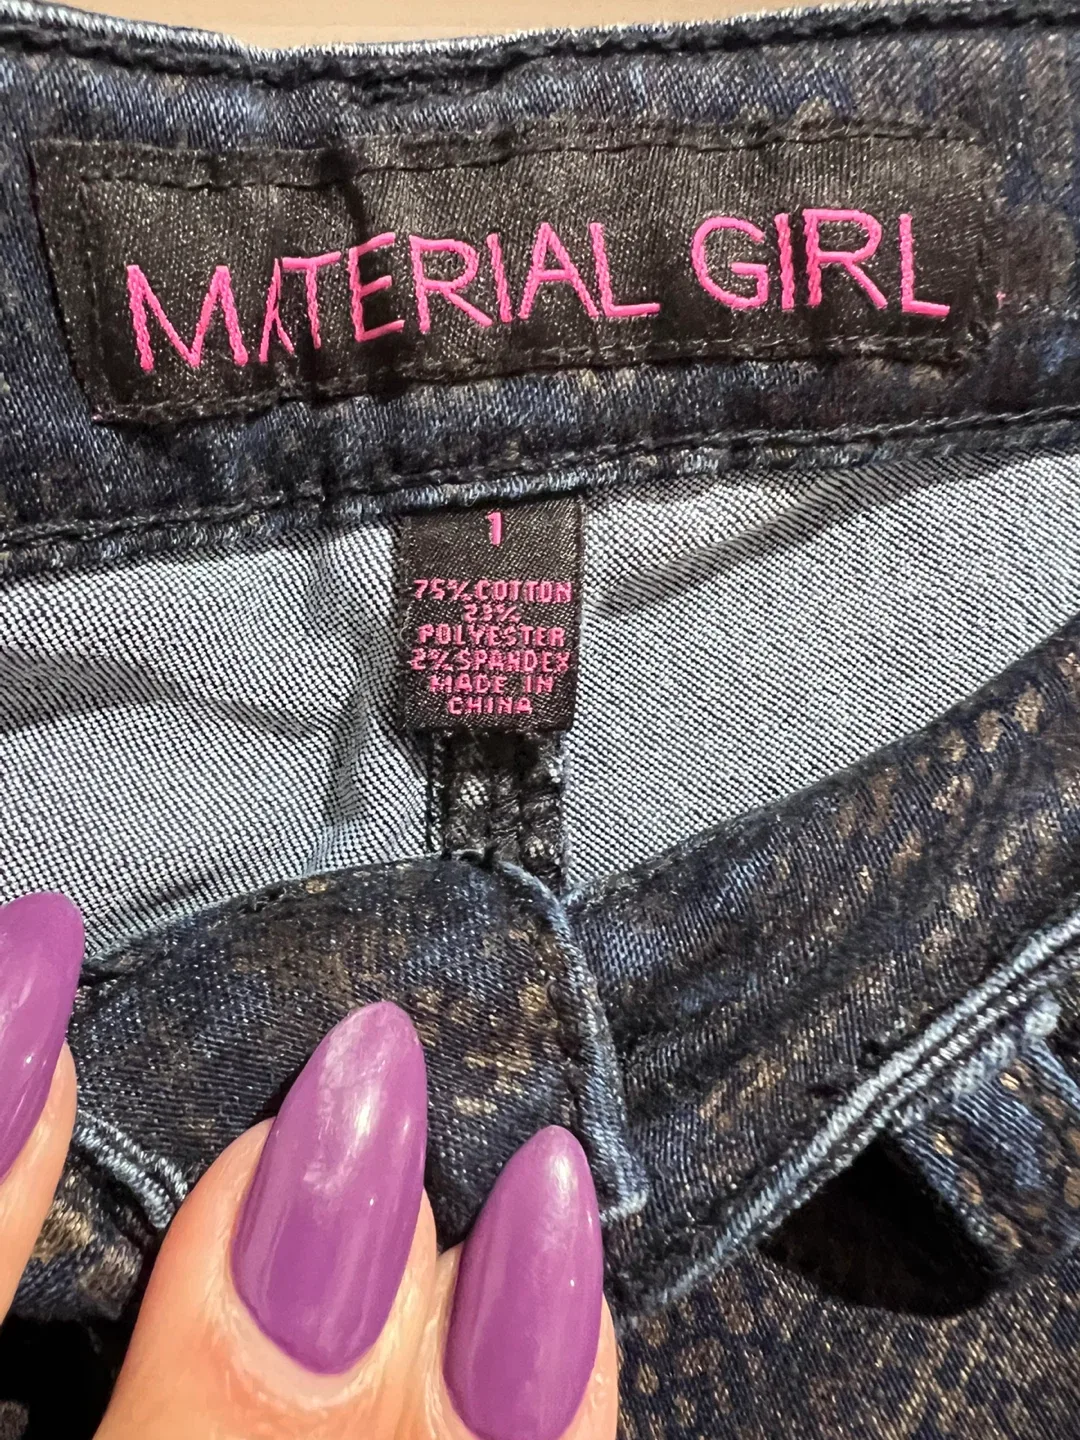 MATERIAL GIRL
1
75% COTTON
23%
POLYESTER
2% SPANDEX
MADE IN
CHINA